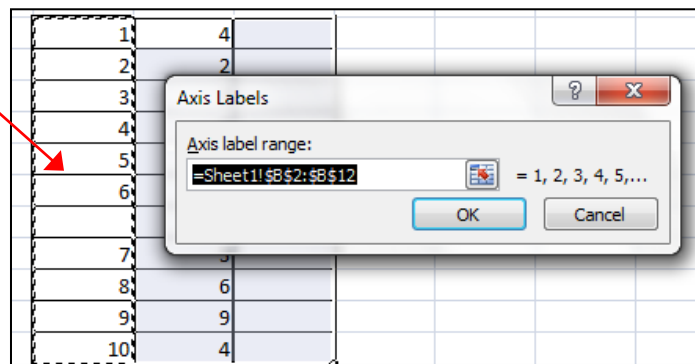 1 4
2 2
3
Axis Labels
4
Axis label range:
5
=Sheet1!$B$2:$B$12 = 1, 2, 3, 4, 5,...
6
OK Cancel
7
8 6
9 9
10 4